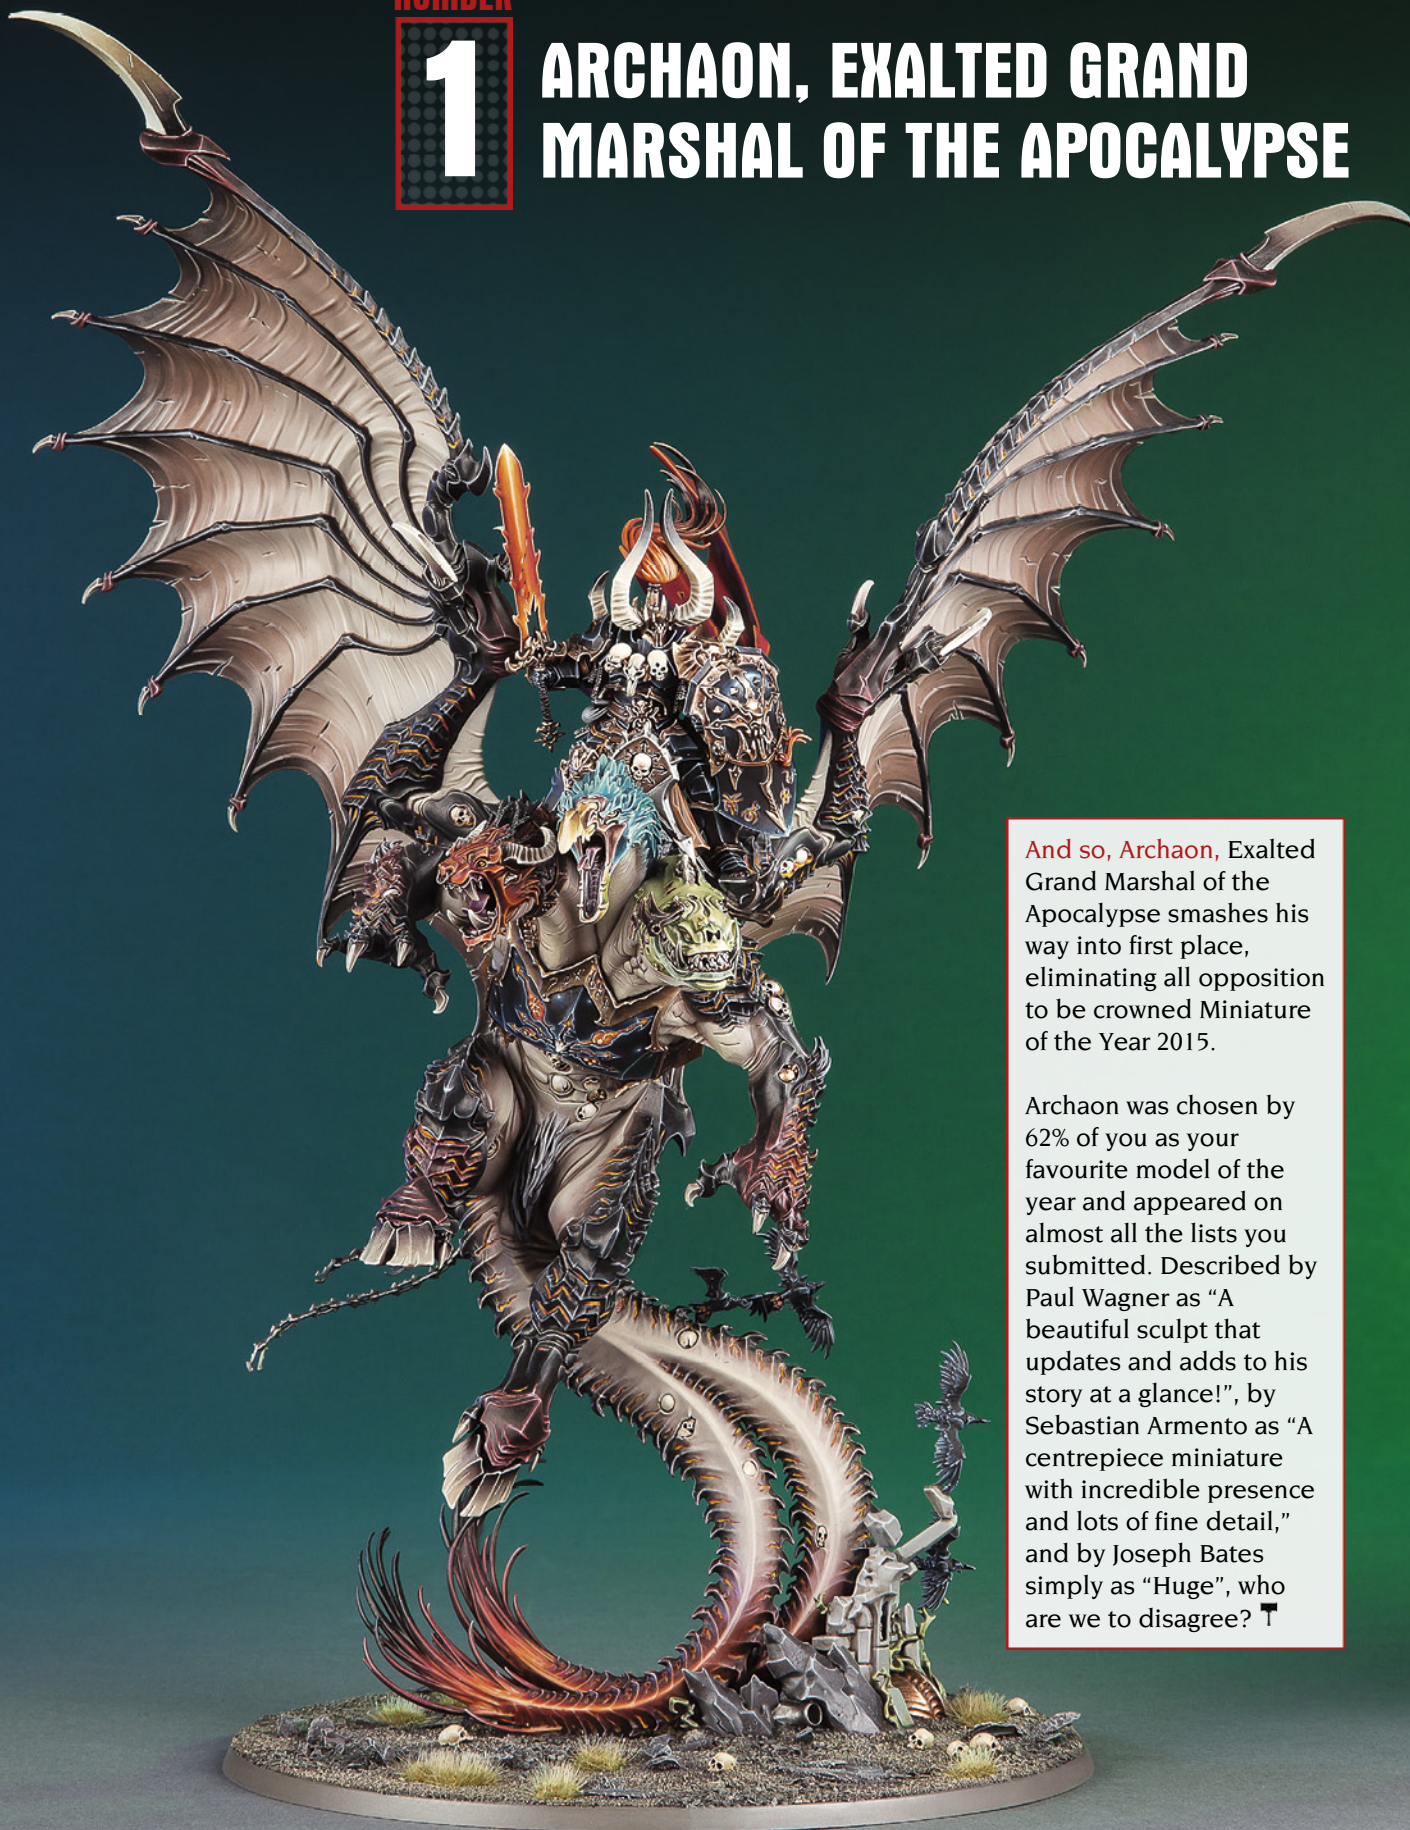 NUMBER
1
ARCHAON, EXALTED GRAND
MARSHAL OF THE APOCALYPSE
And so, Archaon, Exalted
Grand Marshal of the
Apocalypse smashes his
way into first place,
eliminating all opposition
to be crowned Miniature
of the Year 2015.
Archaon was chosen by
62% of you as your
favourite model of the
year and appeared on
almost all the lists you
submitted. Described by
Paul Wagner as “A
beautiful sculpt that
updates and adds to his
story at a glance!”, by
Sebastian Armento as “A
centrepiece miniature
with incredible presence
and lots of fine detail,”
and by Joseph Bates
simply as “Huge”, who
are we to disagree?